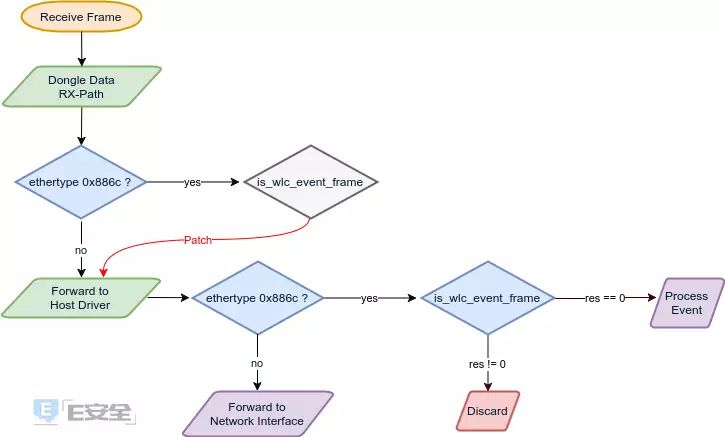 Receive Frame
Dongle Data
RX-Path
ethertype 0x886c ?
yes
is_wlc_event_frame
no
Patch
Forward to
Host Driver
ethertype 0x886c ?
yes
is_wlc_event_frame
res == 0
Process
Event
no
res != 0
Forward to
Network Interface
Discard
E E安全